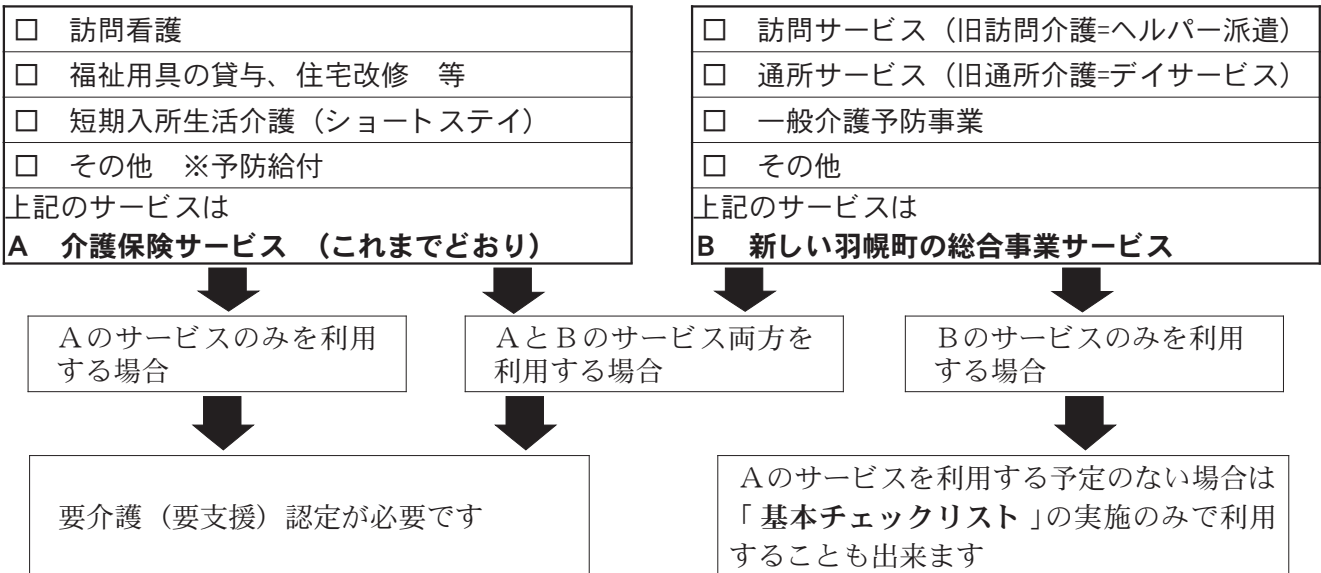 □ 訪問看護
□ 福祉用具の貸与、住宅改修 等
□ 短期入所生活介護（ショートステイ）
□ その他 ※予防給付
上記のサービスは
A 介護保険サービス （これまでどおり）
□ 訪問サービス（旧訪問介護=ヘルパー派遣）
□ 通所サービス（旧通所介護=デイサービス）
□ 一般介護予防事業
□ その他
上記のサービスは
B 新しい羽幌町の総合事業サービス
Ａのサービスのみを利用
する場合
ＡとＢのサービス両方を
利用する場合
Ｂのサービスのみを利用
する場合
要介護（要支援）認定が必要です
Ａのサービスを利用する予定のない場合は
「基本チェックリスト」の実施のみで利用
することも出来ます